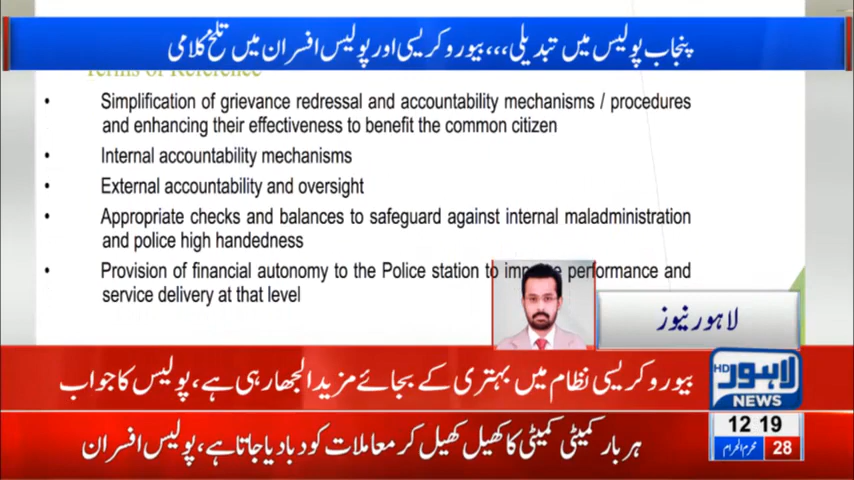 پنجاب پولیس میں تبدیلی،،،بیوروکریسی اور پولیس افسران میں تلخ کلامی
Terms of Reference
• Simplification of grievance redressal and accountability mechanisms / procedures
and enhancing their effectiveness to benefit the common citizen
• Internal accountability mechanisms
• External accountability and oversight
• Appropriate checks and balances to safeguard against internal maladministration
and police high handedness
• Provision of financial autonomy to the Police station to performance and
service delivery at that level
لاہور نیوز
بیوروکریسی نظام میں بہتری کے بجائے مزید الجھا رہی ہے، پولیس کا جواب
ہر بار کمیٹی کمیٹی کا کھیل کھیل کر معاملات کو دبا دیا جاتا ہے، پولیس افسران
HD لاہور
NEWS
12 19
محرم الحرام 28